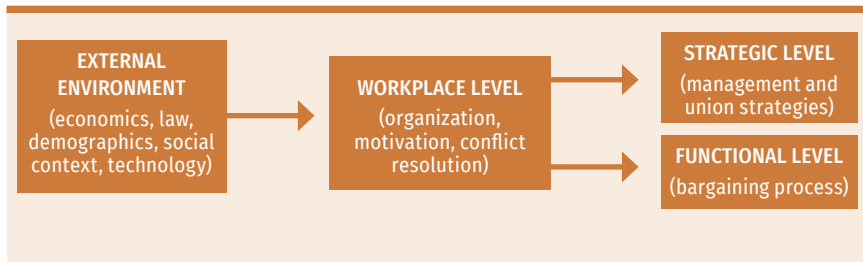 EXTERNAL
ENVIRONMENT
(economics, law,
demographics, social
context, technology)
WORKPLACE LEVEL
(organization,
motivation, conflict
resolution)
STRATEGIC LEVEL
(management and
union strategies)
FUNCTIONAL LEVEL
(bargaining process)